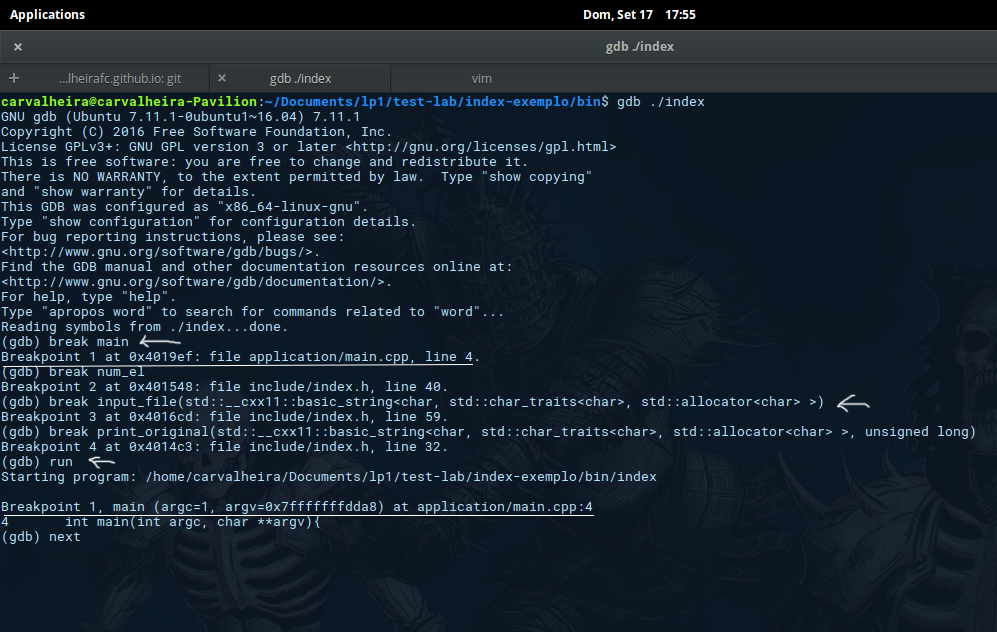 Applications
Dom, Set 17 17:55
× gdb ./index
+ ...lheirafc.github.io: git × gdb ./index vim
carvalheira@carvalheira-Pavilion:~/Documents/lp1/test-lab/index-exemplo/bin$ gdb ./index
GNU gdb (Ubuntu 7.11.1-0ubuntu1~16.04) 7.11.1
Copyright (C) 2016 Free Software Foundation, Inc.
License GPLv3+: GNU GPL version 3 or later <http://gnu.org/licenses/gpl.html>
This is free software: you are free to change and redistribute it.
There is NO WARRANTY, to the extent permitted by law.  Type "show copying"
and "show warranty" for details.
This GDB was configured as "x86_64-linux-gnu".
Type "show configuration" for configuration details.
For bug reporting instructions, please see:
<http://www.gnu.org/software/gdb/bugs/>.
Find the GDB manual and other documentation resources online at:
<http://www.gnu.org/software/gdb/documentation/>.
For help, type "help".
Type "apropos word" to search for commands related to "word"...
Reading symbols from ./index...done.
(gdb) break main
Breakpoint 1 at 0x4019ef: file application/main.cpp, line 4.
(gdb) break num_el
Breakpoint 2 at 0x401548: file include/index.h, line 40.
(gdb) break input_file(std::__cxx11::basic_string<char, std::char_traits<char>, std::allocator<char> >)
Breakpoint 3 at 0x4016cd: file include/index.h, line 59.
(gdb) break print_original(std::__cxx11::basic_string<char, std::char_traits<char>, std::allocator<char> >, unsigned long)
Breakpoint 4 at 0x4014c3: file include/index.h, line 32.
(gdb) run
Starting program: /home/carvalheira/Documents/lp1/test-lab/index-exemplo/bin/index
Breakpoint 1, main (argc=1, argv=0x7fffffffdda8) at application/main.cpp:4
4       int main(int argc, char **argv){
(gdb) next